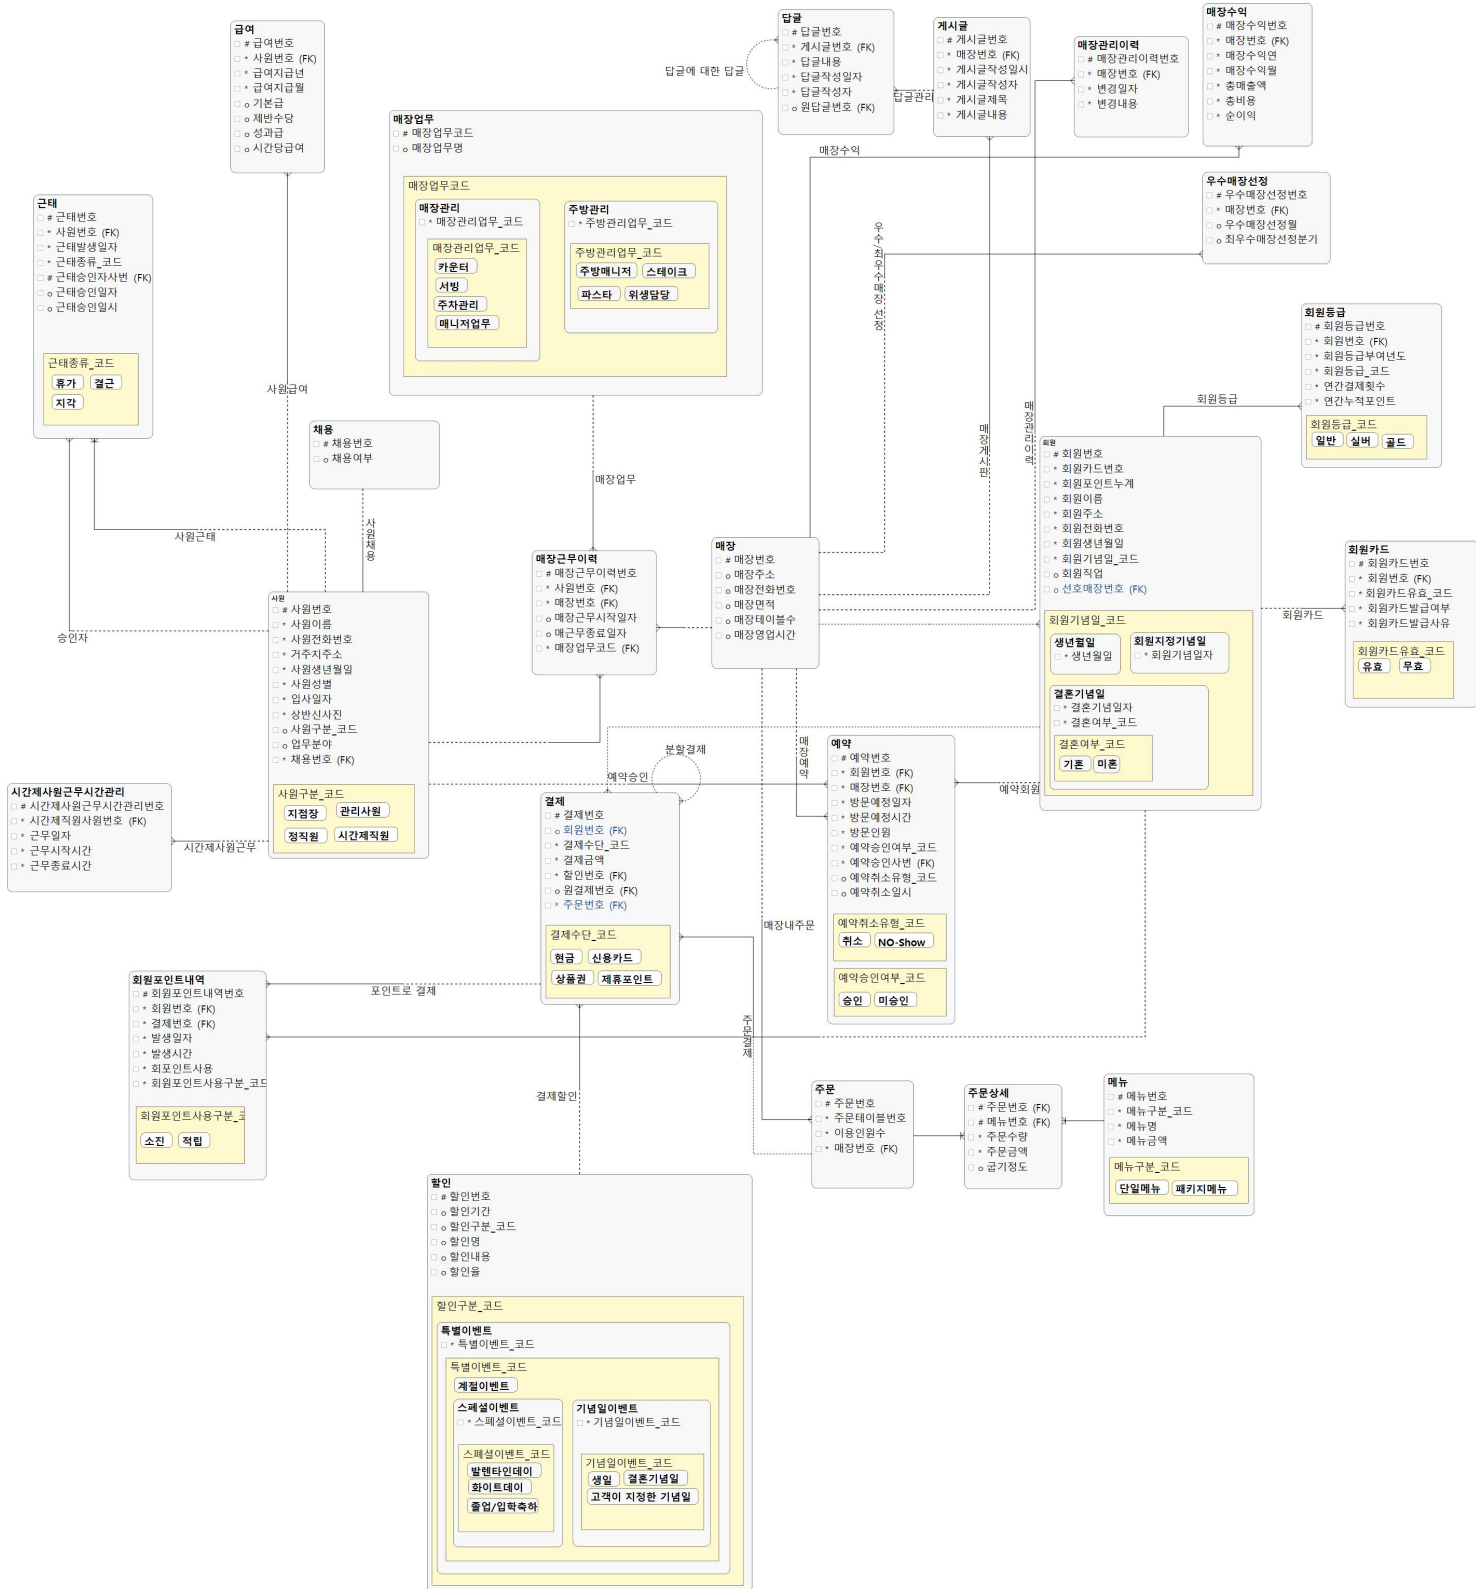 급여
# 급여번호
* 사원번호 (FK)
* 급여지급년
* 급여지급월
o 기본급
o 제반수당
o 성과급
o 시간당급여
답글
# 답글번호
* 게시글번호 (FK)
* 답글내용
* 답글작성일자
* 답글작성자
o 원답글번호 (FK)
답글에 대한 답글
답글관리
게시글
# 게시글번호
* 매장번호 (FK)
* 게시글작성일시
* 게시글작성자
* 게시글제목
* 게시글내용
매장관리이력
# 매장관리이력번호
* 매장번호 (FK)
* 변경일자
* 변경내용
매장수익
# 매장수익번호
* 매장번호 (FK)
* 매장수익연
* 매장수익월
* 총매출액
* 총비용
* 순이익
매장수익
매장업무
# 매장업무코드
o 매장업무명
매장업무코드
매장관리
* 매장관리업무_코드
매장관리업무_코드
카운터
서빙
주차관리
매니저업무
주방관리
* 주방관리업무_코드
주방관리업무_코드
주방매니저
스테이크
파스타
위생담당
우수매장선정
# 우수매장선정번호
* 매장번호 (FK)
o 우수매장선정월
o 최우수매장선정분기
우수/최우수매장 선정
근태
# 근태번호
* 사원번호 (FK)
* 근태발생일자
* 근태종류_코드
# 근태승인자사번 (FK)
o 근태승인일자
o 근태승인일시
근태종류_코드
휴가
결근
지각
회원등급
# 회원등급번호
* 회원번호 (FK)
* 회원등급부여년도
* 회원등급_코드
* 연간결제횟수
* 연간누적포인트
회원등급_코드
일반
실버
골드
회원등급
사원급여
채용
# 채용번호
o 채용여부
매장업무
매장게시판
매장관리이력
사원근태
사원채용
승인자
회원
# 회원번호
* 회원카드번호
* 회원포인트누계
* 회원이름
* 회원주소
* 회원전화번호
* 회원생년월일
* 회원기념일_코드
o 회원직업
o 선호매장번호 (FK)
회원기념일_코드
생년월일
* 생년월일
회원지정기념일
* 회원기념일자
결혼기념일
* 결혼기념일자
* 결혼여부_코드
결혼여부_코드
기혼
미혼
회원카드
회원카드
# 회원카드번호
* 회원번호 (FK)
* 회원카드유효_코드
* 회원카드발급여부
* 회원카드발급사유
회원카드유효_코드
유효
무효
매장근무이력
# 매장근무이력번호
* 사원번호 (FK)
* 매장번호 (FK)
o 매장근무시작일자
o 매근무종료일자
* 매장업무코드 (FK)
매장
# 매장번호
o 매장주소
o 매장전화번호
o 매장면적
o 매장테이블수
o 매장영업시간
사원
# 사원번호
* 사원이름
* 사원전화번호
* 거주지주소
* 사원생년월일
* 사원성별
* 입사일자
* 상반신사진
o 사원구분_코드
o 업무분야
* 채용번호 (FK)
사원구분_코드
지점장
관리사원
정직원
시간제직원
시간제사원근무시간관리
# 시간제사원근무시간관리번호
* 시간제직원사원번호 (FK)
* 근무일자
* 근무시작시간
* 근무종료시간
시간제사원근무
분할결제
예약승인
매장예약
예약회원
결제
# 결제번호
o 회원번호 (FK)
* 결제수단_코드
* 결제금액
* 할인번호 (FK)
o 원결제번호 (FK)
* 주문번호 (FK)
결제수단_코드
현금
신용카드
상품권
제휴포인트
예약
# 예약번호
* 회원번호 (FK)
* 매장번호 (FK)
* 방문예정일자
* 방문예정시간
* 방문인원
* 예약승인여부_코드
* 예약승인사번 (FK)
o 예약취소유형_코드
o 예약취소일시
예약취소유형_코드
취소
NO-Show
예약승인여부_코드
승인
미승인
매장내주문
포인트로 결제
주문결제
결제할인
회원포인트내역
# 회원포인트내역번호
* 회원번호 (FK)
* 결제번호 (FK)
* 발생일자
* 발생시간
* 회포인트사용
* 회원포인트사용구분_코드
회원포인트사용구분_코
소진
적립
주문
# 주문번호
* 주문테이블번호
* 이용인원수
* 매장번호 (FK)
주문상세
# 주문번호 (FK)
# 메뉴번호 (FK)
* 주문수량
* 주문금액
o 굽기정도
메뉴
# 메뉴번호
* 메뉴구분_코드
* 메뉴명
* 메뉴금액
메뉴구분_코드
단일메뉴
패키지메뉴
할인
# 할인번호
o 할인기간
o 할인구분_코드
o 할인명
o 할인내용
o 할인율
할인구분_코드
특별이벤트
* 특별이벤트_코드
특별이벤트_코드
계절이벤트
스페셜이벤트
* 스페셜이벤트_코드
스페셜이벤트_코드
발렌타인데이
화이트데이
졸업/입학축하
기념일이벤트
* 기념일이벤트_코드
기념일이벤트_코드
생일
결혼기념일
고객이 지정한 기념일